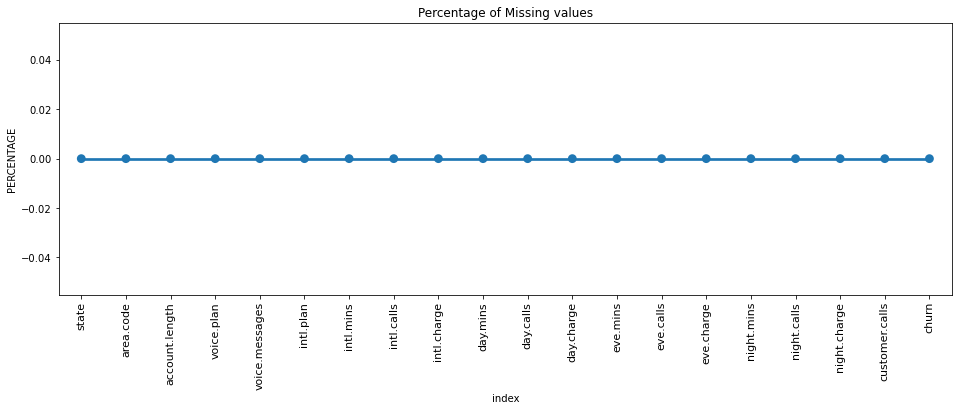 Percentage of Missing values
PERCENTAGE
0.04
0.02
0.00
−0.02
−0.04
state
area.code
account.length
voice.plan
voice.messages
intl.plan
intl.mins
intl.calls
intl.charge
day.mins
day.calls
day.charge
eve.mins
eve.calls
eve.charge
night.mins
night.calls
night.charge
customer.calls
churn
index